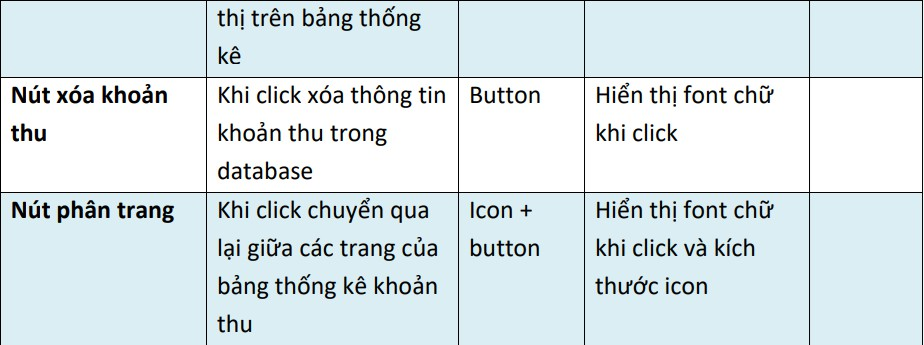 thị trên bảng thống
kê
Nút xóa khoản
thu
Khi click xóa thông tin
khoản thu trong
database
Button
Hiển thị font chữ
khi click
Nút phân trang
Khi click chuyển qua
lại giữa các trang của
bảng thống kê khoản
thu
Icon +
button
Hiển thị font chữ
khi click và kích
thước icon